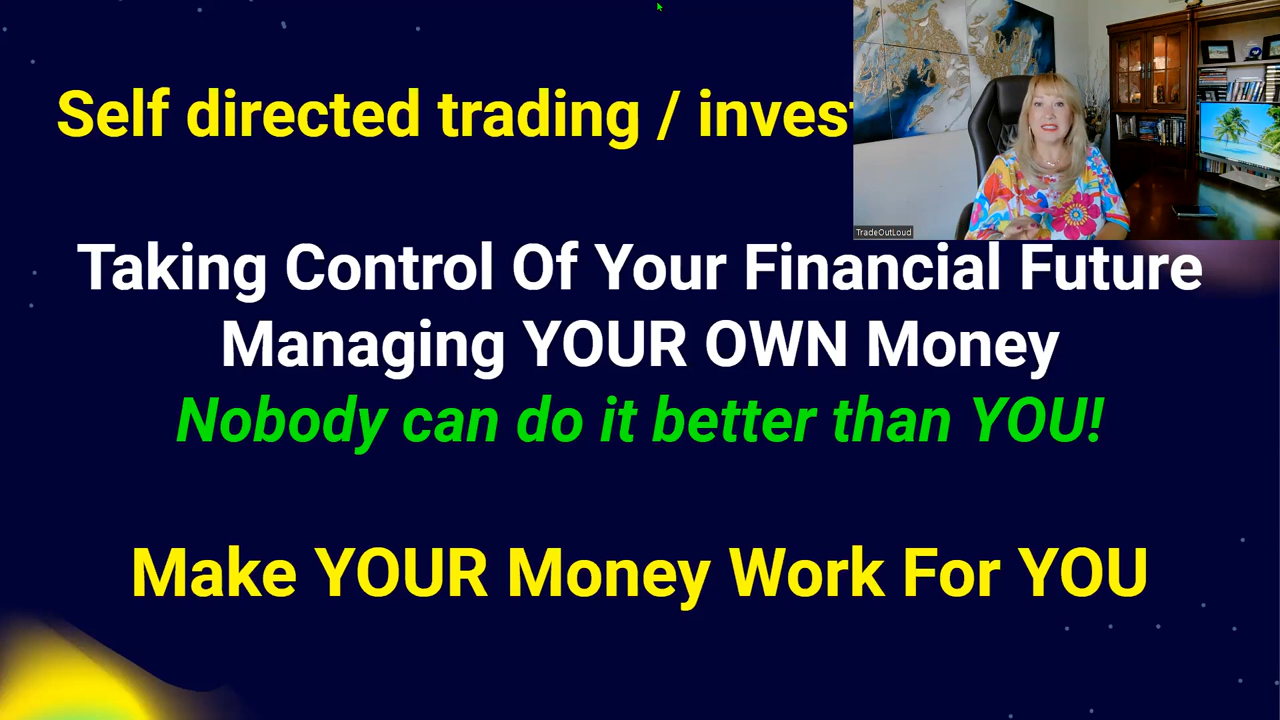 Self directed trading / invest
TradeOutLoud
Taking Control Of Your Financial Future
Managing YOUR OWN Money
Nobody can do it better than YOU!
Make YOUR Money Work For YOU